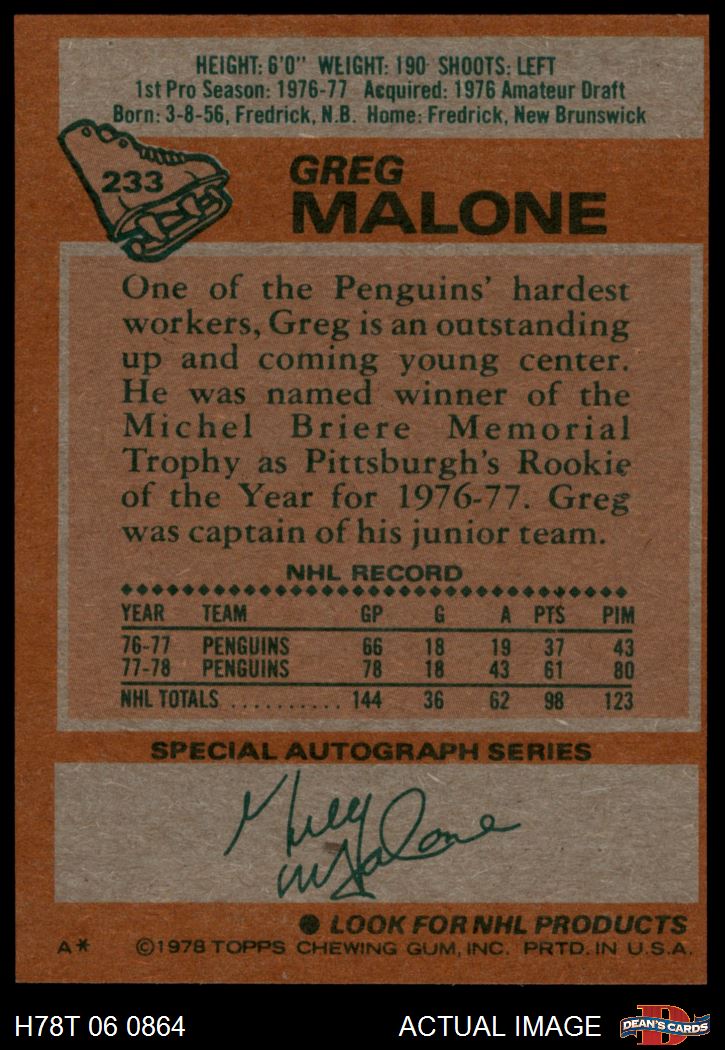 HEIGHT: 6'0" WEIGHT: 190 SHOOTS: LEFT
1st Pro Season: 1976-77 Acquired: 1976 Amateur Draft
Born: 3-8-56, Fredrick, N.B. Home: Fredrick, New Brunswick
233
GREG
MALONE
One of the Penguins' hardest
workers, Greg is an outstanding
up and coming young center.
He was named winner of the
Michel Briere Memorial
Trophy as Pittsburgh's Rookie
of the Year for 1976-77. Greg
was captain of his junior team.
NHL RECORD
YEAR TEAM GP G A PTS PIM
76-77 PENGUINS 66 18 19 37 43
77-78 PENGUINS 78 18 43 61 80
NHL TOTALS .......... 144 36 62 98 123
SPECIAL AUTOGRAPH SERIES
Greg
Malone
● LOOK FOR NHL PRODUCTS
A* ©1978 TOPPS CHEWING GUM, INC. PRTD. IN U.S.A.
H78T 06 0864 ACTUAL IMAGE D DEAN'S CARDS